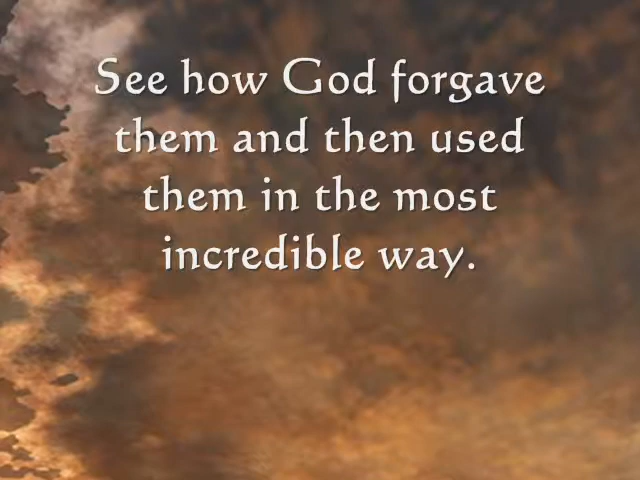 See how God forgave
them and then used
them in the most
incredible way.